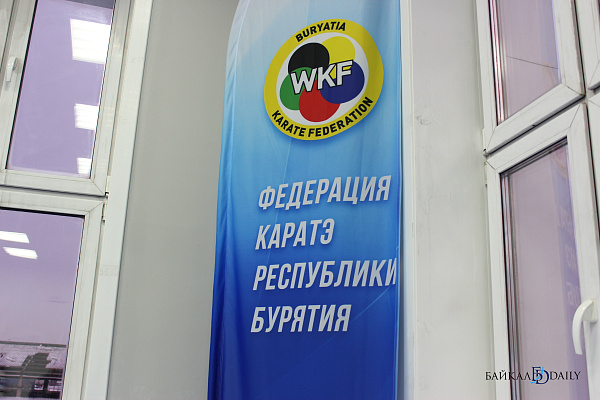 BURYATIA
WKF
KARATE FEDERATION
ФЕДЕРАЦИЯ
КАРАТЭ
РЕСПУБЛИКИ
БУРЯТИЯ
БАЙКАЛ DAILY